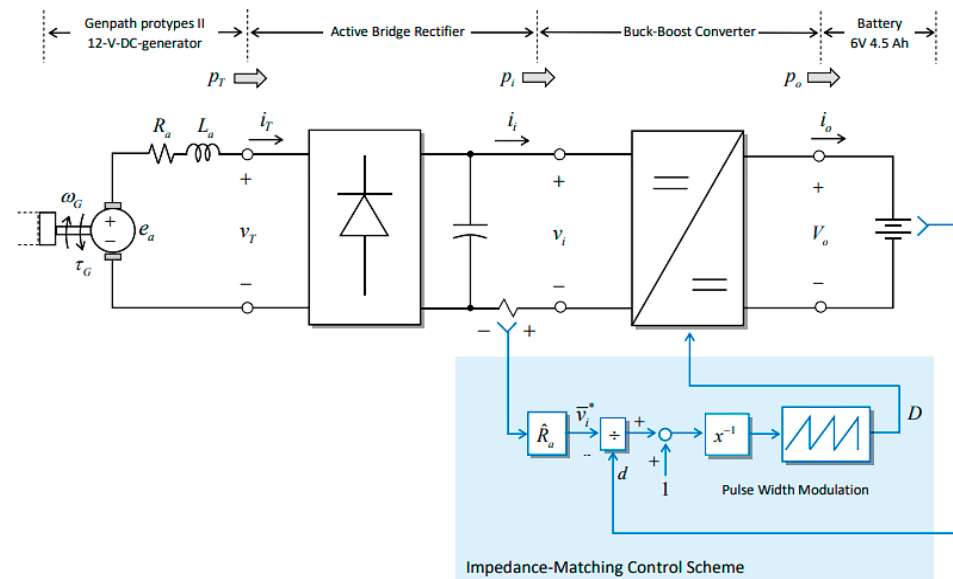 Genpath protypes II
12-V-DC-generator
Active Bridge Rectifier
Buck-Boost Converter
Battery
6V 4.5 Ah
p_T
p_i
p_o
R_a
L_a
i_T
i_i
i_o
+
+
+
ω_G
+
−
e_a
v_T
v_i
V_o
τ_G
−
−
−
− +
D
v̄_i*
R̂_a
÷
+
x⁻¹
--
d
+
1
Pulse Width Modulation
Impedance-Matching Control Scheme